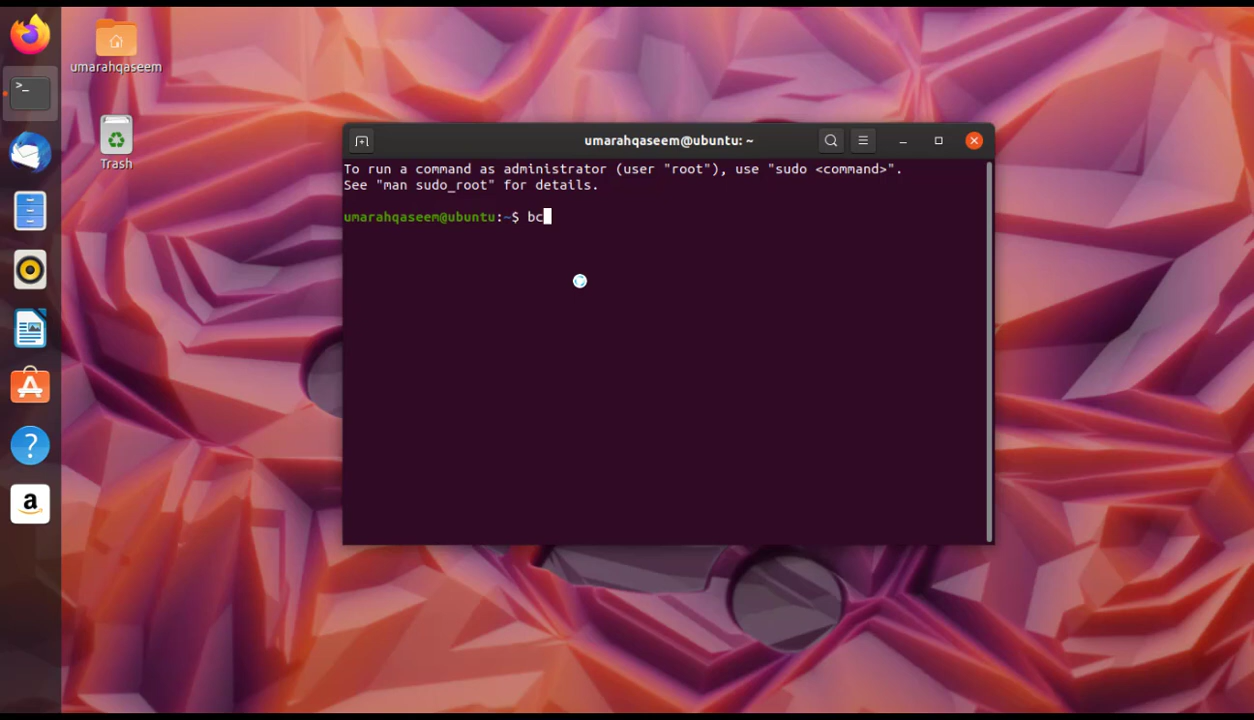 umarahqaseem
Trash
umarahqaseem@ubuntu: ~
To run a command as administrator (user "root"), use "sudo <command>".
See "man sudo_root" for details.
umarahqaseem@ubuntu:~$ bc
>_
?
a